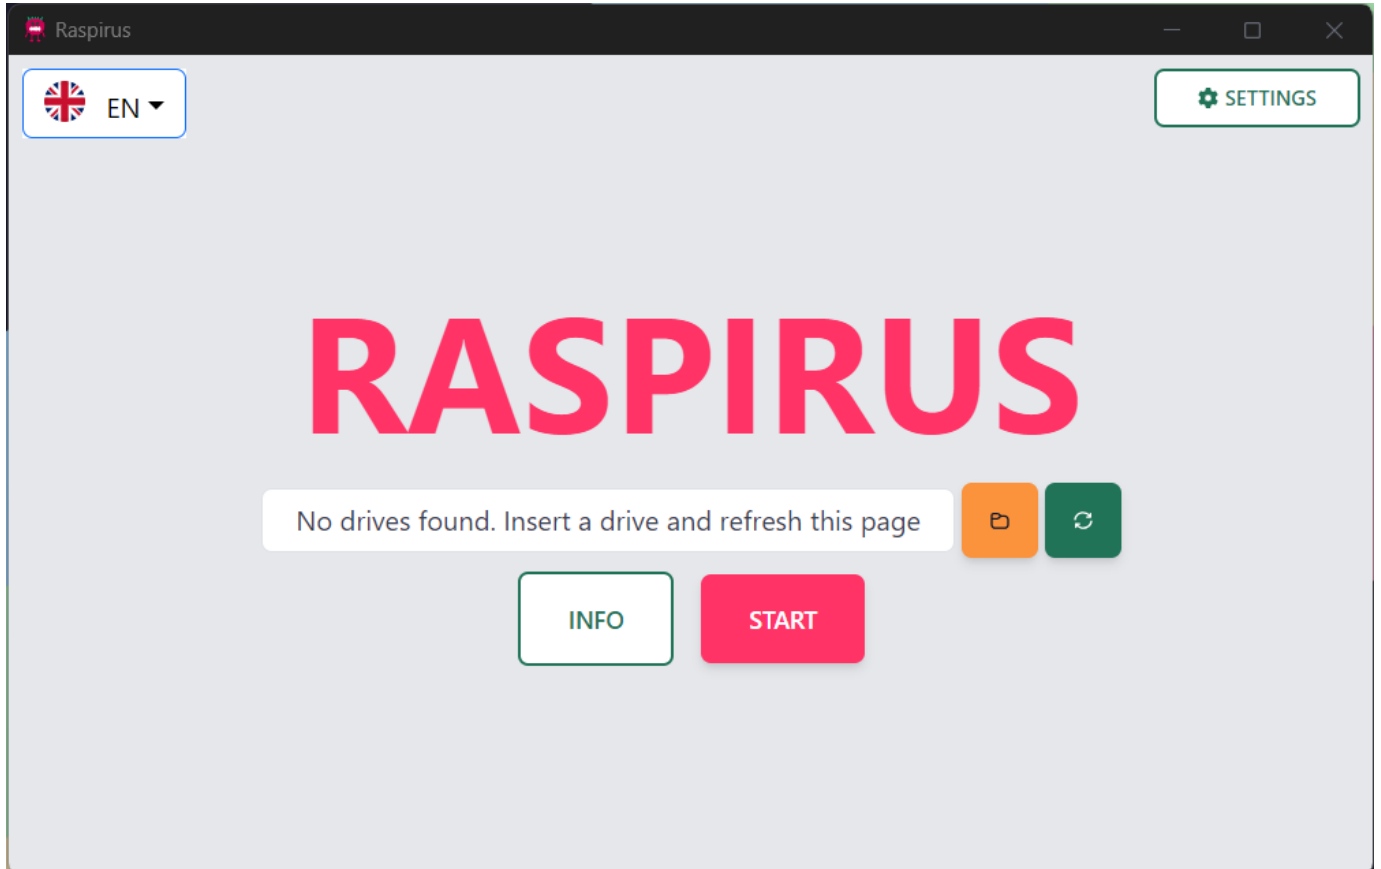 Raspirus
EN
SETTINGS
RASPIRUS
No drives found. Insert a drive and refresh this page
INFO
START